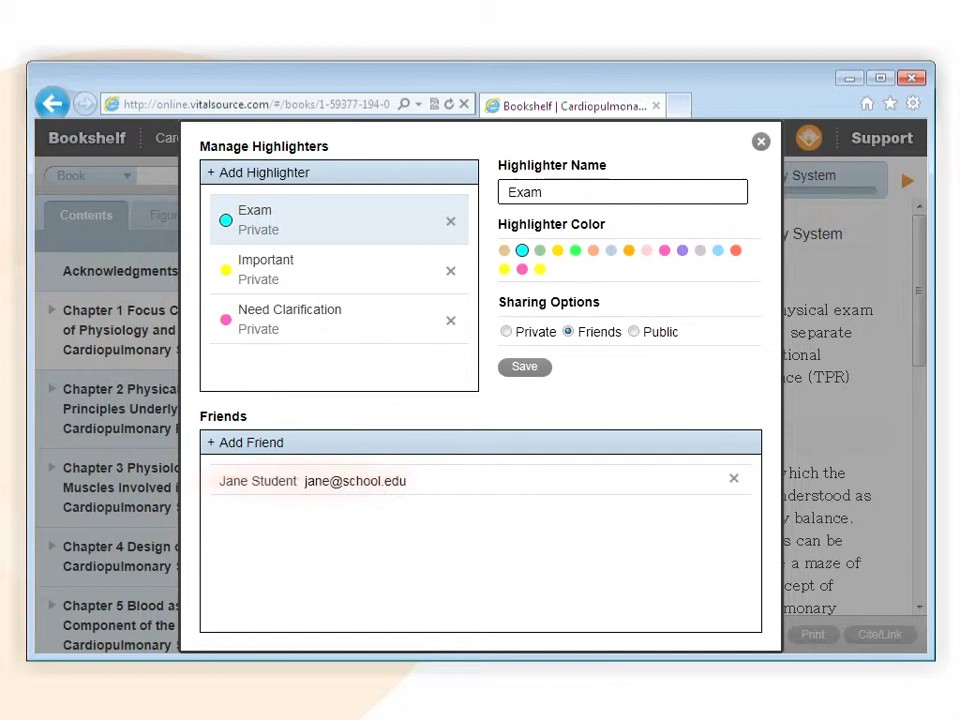 http://online.vitalsource.com/#/books/1-59377-194-0
Bookshelf | Cardiopulmona...
Bookshelf
Support
Book
System
Contents
Acknowledgments
Chapter 1 Focus
of Physiology and
Cardiopulmonary
Chapter 2 Physical
Principles Underly
Cardiopulmonary
Chapter 3 Physiol
Muscles Involved i
Cardiopulmonary
Chapter 4 Design
Cardiopulmonary
Chapter 5 Blood as
Component of the
Cardiopulmonary
Manage Highlighters
+ Add Highlighter
Exam
Private
Important
Private
Need Clarification
Private
Highlighter Name
Exam
Highlighter Color
Sharing Options
Private Friends Public
Save
Friends
+ Add Friend
Jane Student jane@school.edu
y System
ysical exam
separate
tional
ce (TPR)
which the
nderstood as
y balance.
s can be
a maze of
cept of
monary
Print
Cite/Link